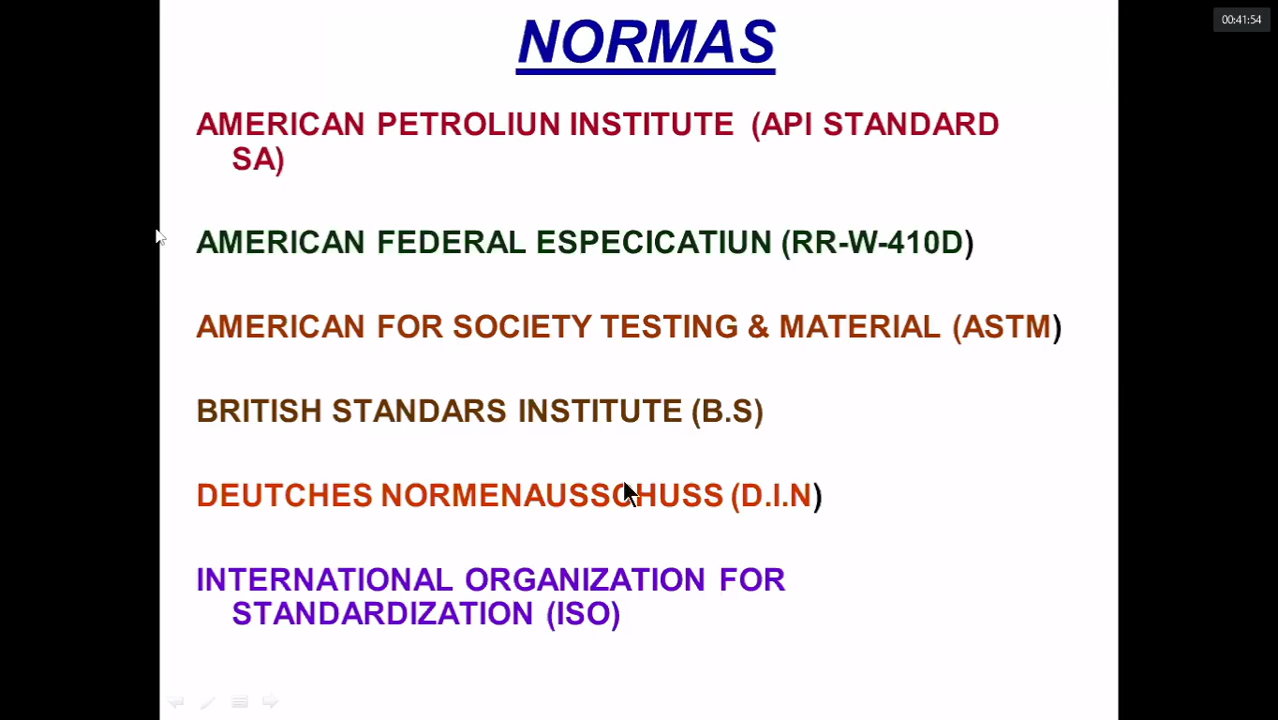 00:41:54
NORMAS
AMERICAN PETROLIUN INSTITUTE (API STANDARD
SA)
AMERICAN FEDERAL ESPECICATIUN (RR-W-410D)
AMERICAN FOR SOCIETY TESTING & MATERIAL (ASTM)
BRITISH STANDARS INSTITUTE (B.S)
DEUTCHES NORMENAUSSCHUSS (D.I.N)
INTERNATIONAL ORGANIZATION FOR
STANDARDIZATION (ISO)